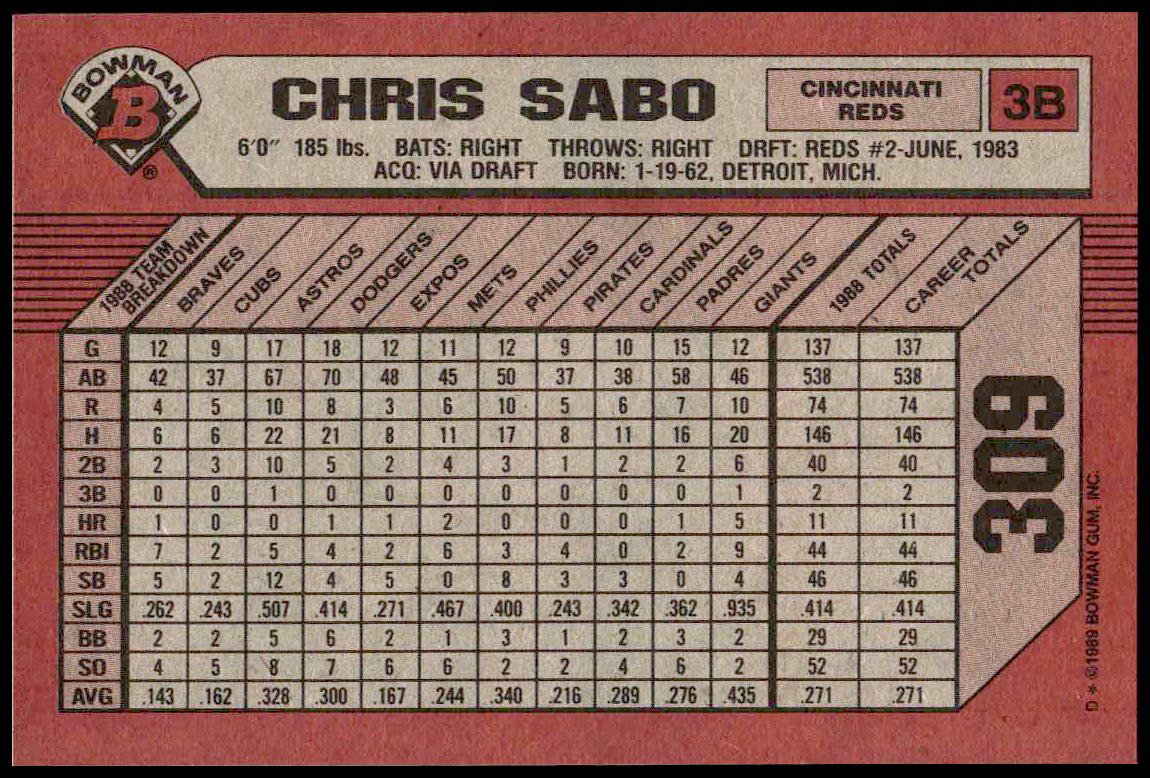 BOWMAN
B
®
CHRIS SABO
CINCINNATI
REDS
3B
6'0" 185 lbs. BATS: RIGHT THROWS: RIGHT DRFT: REDS #2-JUNE, 1983
ACQ: VIA DRAFT BORN: 1-19-62, DETROIT, MICH.
1988 TEAM
BREAKDOWN
BRAVES
CUBS
ASTROS
DODGERS
EXPOS
METS
PHILLIES
PIRATES
CARDINALS
PADRES
GIANTS
1988 TOTALS
CAREER
TOTALS
G 12 9 17 18 12 11 12 9 10 15 12 137 137
AB 42 37 67 70 48 45 50 37 38 58 46 538 538
R 4 5 10 8 3 6 10 5 6 7 10 74 74
H 6 6 22 21 8 11 17 8 11 16 20 146 146
2B 2 3 10 5 2 4 3 1 2 2 6 40 40
3B 0 0 1 0 0 0 0 0 0 0 1 2 2
HR 1 0 0 1 1 2 0 0 0 1 5 11 11
RBI 7 2 5 4 2 6 3 4 0 2 9 44 44
SB 5 2 12 4 5 0 8 3 3 0 4 46 46
SLG .262 .243 .507 .414 .271 .467 .400 .243 .342 .362 .935 .414 .414
BB 2 2 5 6 2 1 3 1 2 3 2 29 29
SO 4 5 8 7 6 6 2 2 4 6 2 52 52
AVG .143 .162 .328 .300 .167 .244 .340 .216 .289 .276 .435 .271 .271
309
D * ©1989 BOWMAN GUM, INC.